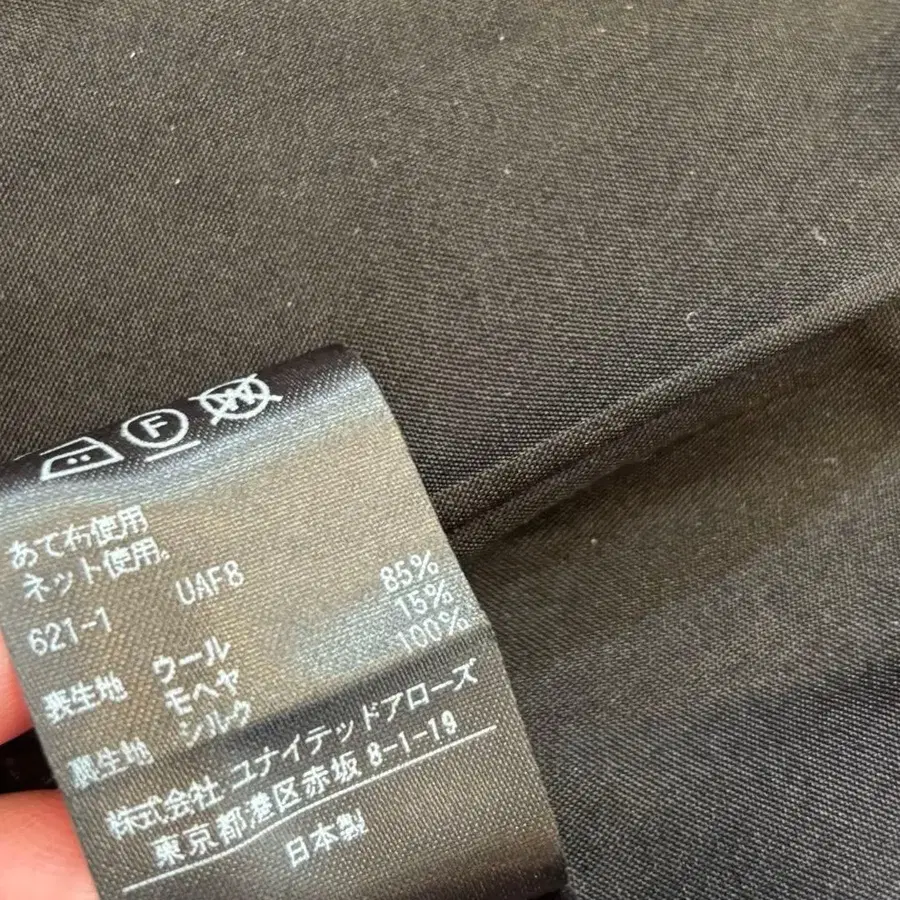 F
W
あて布使用
ネット使用。
621-1 UAF8
表生地 ウール 85%
モヘヤ 15%
裏生地 シルク 100%
株式会社 ユナイテッドアローズ
東京都港区赤坂 8-1-19
日本製